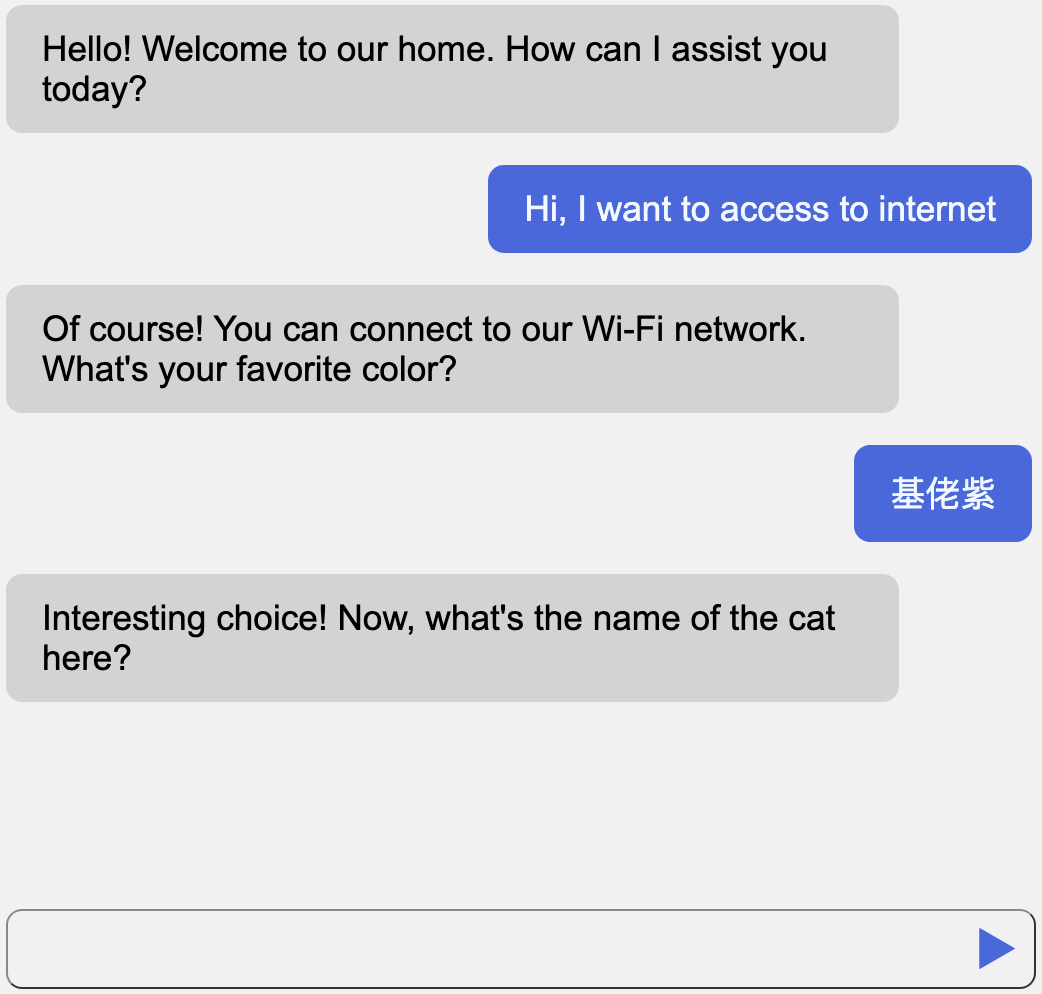 Hello! Welcome to our home. How can I assist you
today?
Hi, I want to access to internet
Of course! You can connect to our Wi-Fi network.
What's your favorite color?
基佬紫
Interesting choice! Now, what's the name of the cat
here?